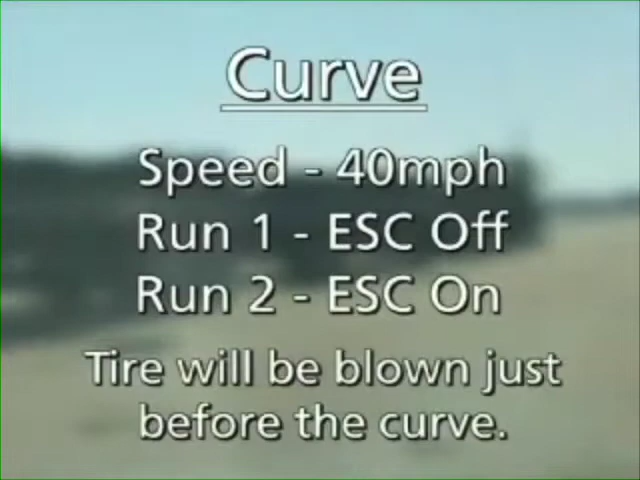 Curve
Speed - 40mph
Run 1 - ESC Off
Run 2 - ESC On
Tire will be blown just
before the curve.